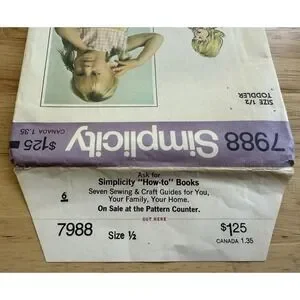 SIZE 1/2
TODDLER
7988 Simplicity $1.25
CANADA 1.35
Ask for
Simplicity "How-to" Books
Seven Sewing & Craft Guides for You,
Your Family, Your Home.
On Sale at the Pattern Counter.
CUT HERE
6
7988 Size ½ $1.25
CANADA 1.35